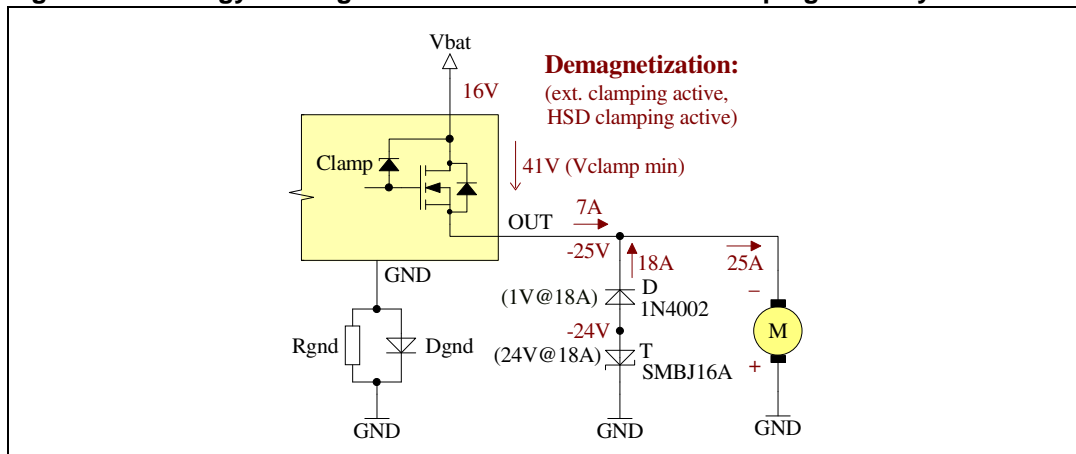 Vbat
16V
Demagnetization:
(ext. clamping active,
HSD clamping active)
Clamp
41V (Vclamp min)
OUT
7A
-25V
18A
25A
GND
(1V@18A)
D
1N4002
–
Rgnd
Dgnd
-24V
(24V@18A)
T
SMBJ16A
M
+
GND
GND
GND